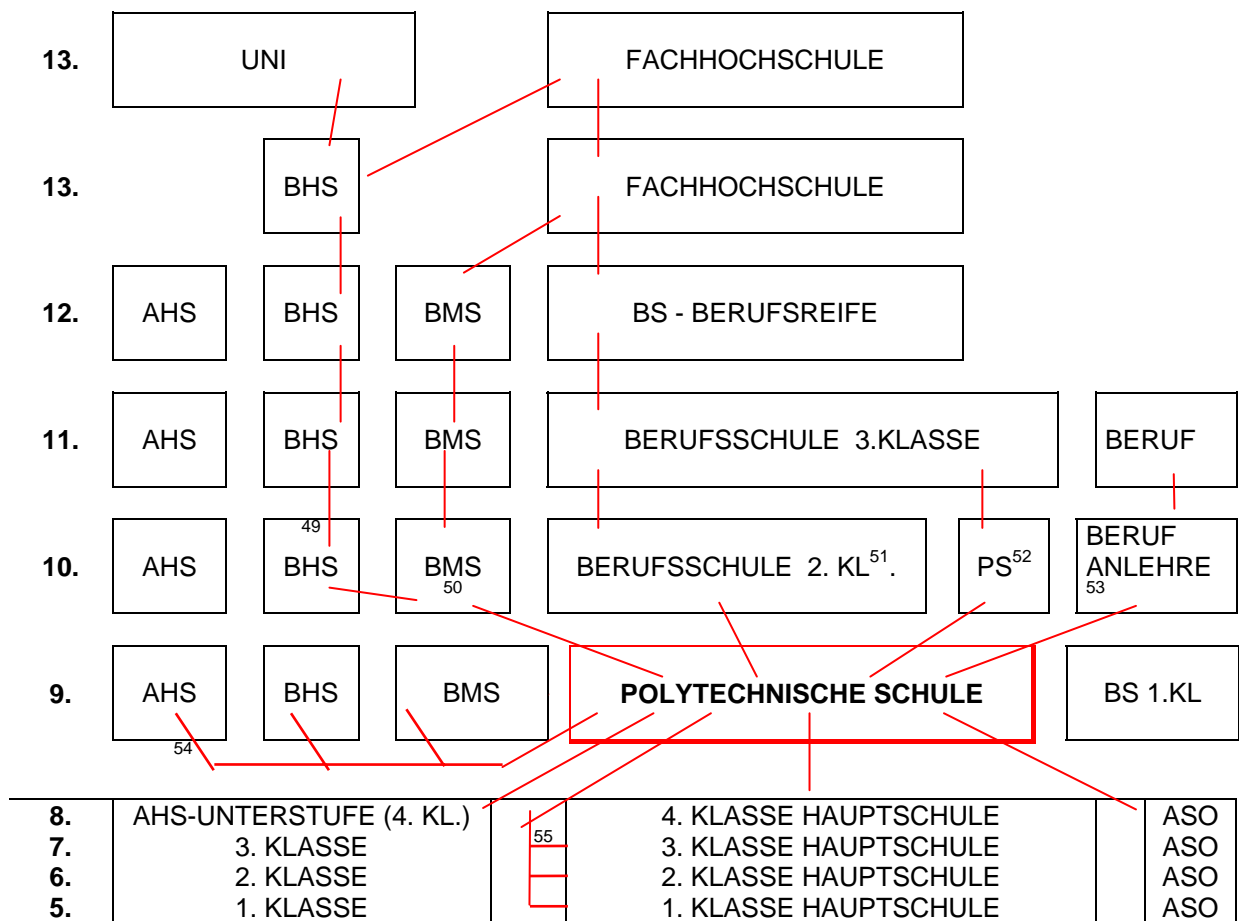 13. UNI FACHHOCHSCHULE
13. BHS FACHHOCHSCHULE
12. AHS BHS BMS BS - BERUFSREIFE
11. AHS BHS BMS BERUFSSCHULE 3.KLASSE BERUF
49 BERUF
10. AHS BHS BMS BERUFSSCHULE 2. KL51. PS52 ANLEHRE
50 53
9. AHS BHS BMS POLYTECHNISCHE SCHULE BS 1.KL
54
8. AHS-UNTERSTUFE (4. KL.) 4. KLASSE HAUPTSCHULE ASO
7. 3. KLASSE 55 3. KLASSE HAUPTSCHULE ASO
6. 2. KLASSE 2. KLASSE HAUPTSCHULE ASO
5. 1. KLASSE 1. KLASSE HAUPTSCHULE ASO